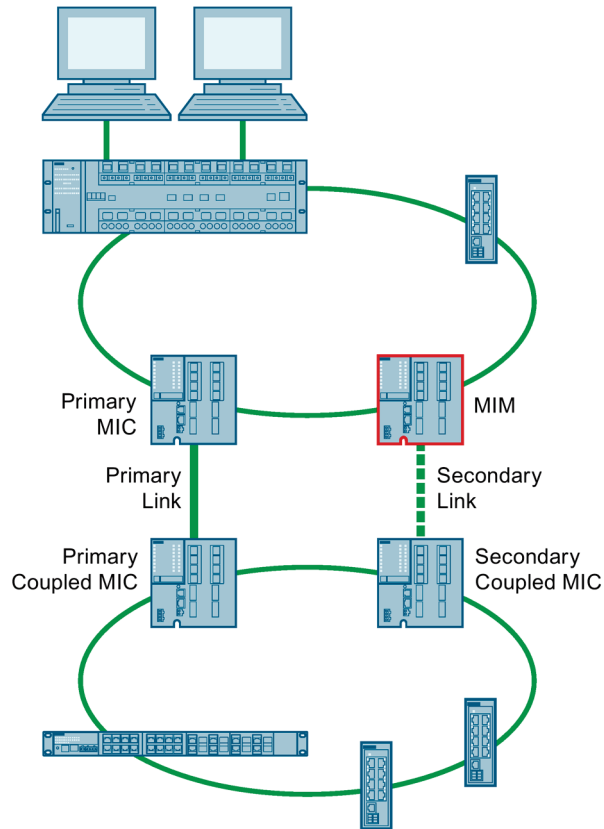 Primary
MIC
MIM
Primary
Link
Secondary
Link
Primary
Coupled MIC
Secondary
Coupled MIC